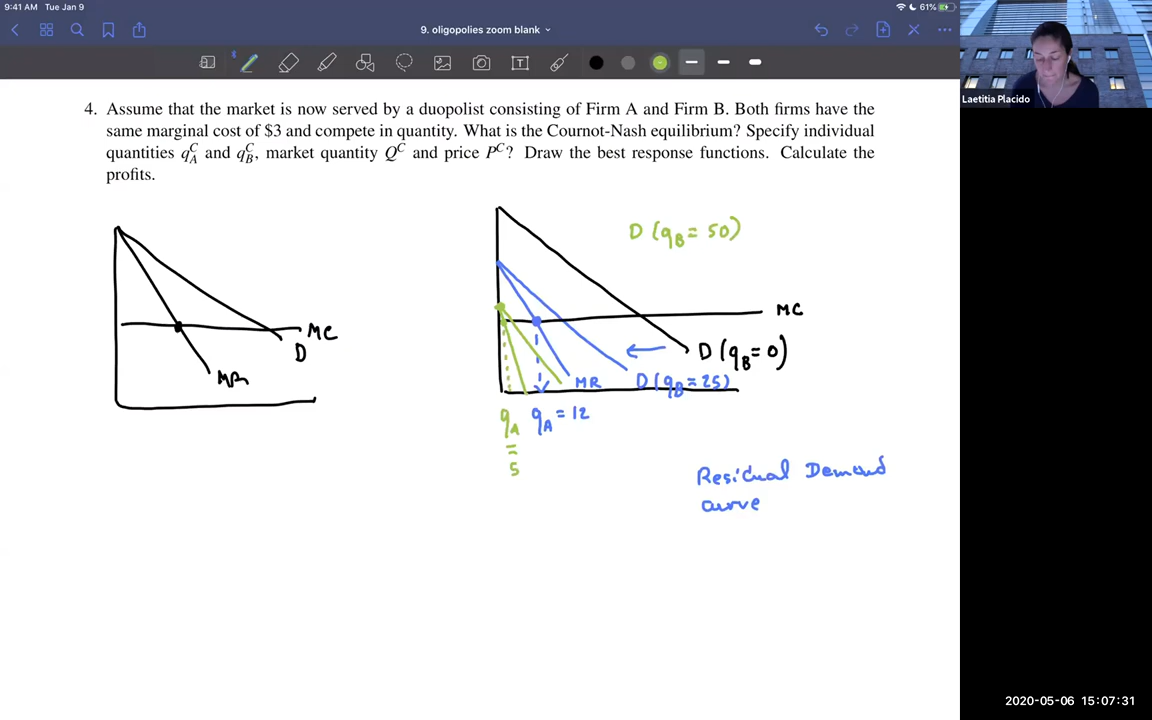 9:41 AM Tue Jan 9
61%
9. oligopolies zoom blank
Laetitia Placido
4. Assume that the market is now served by a duopolist consisting of Firm A and Firm B. Both firms have the
same marginal cost of $3 and compete in quantity. What is the Cournot-Nash equilibrium? Specify individual
quantities q_A^C and q_B^C, market quantity Q^C and price P^C? Draw the best response functions. Calculate the
profits.
D (q_B = 50)
MC
MC
D
MR
D (q_B = 0)
MR
D (q_B = 25)
q_A = 12
q_A
=
5
Residual Demand
curve
2020-05-06 15:07:31